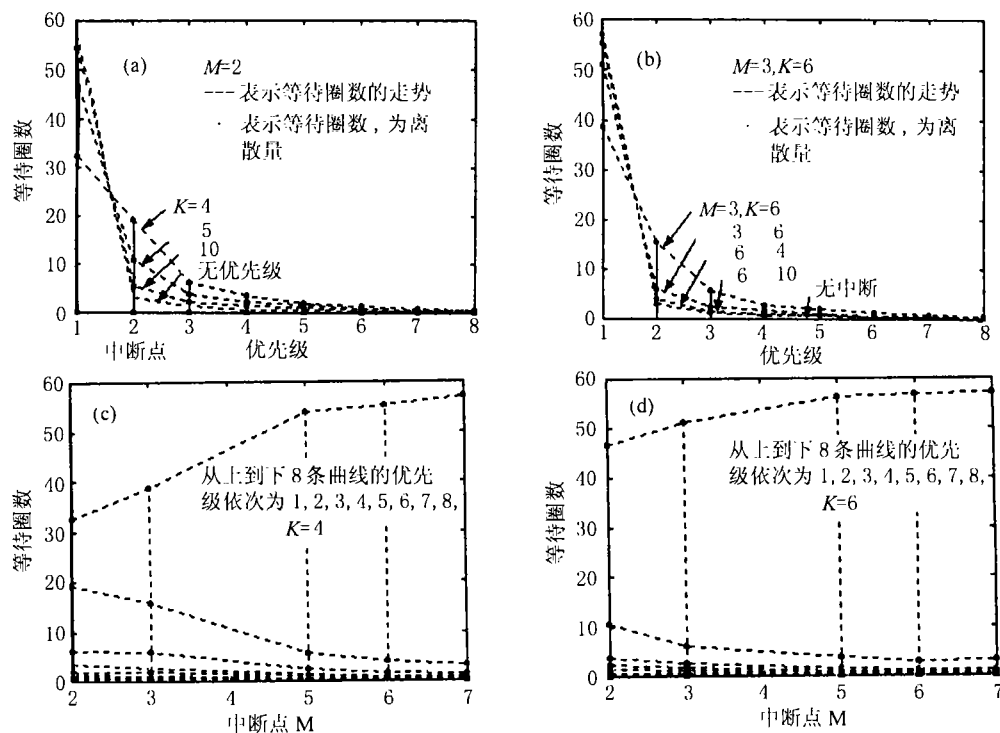 等待圈数
60
50
40
30
20
10
0
(a)
M=2
--- 表示等待圈数的走势
· 表示等待圈数，为离
散量
K=4
5
10
无优先级
1 2 3 4 5 6 7 8
中断点 优先级
等待圈数
60
50
40
30
20
10
0
(b)
M=3,K=6
--- 表示等待圈数的走势
· 表示等待圈数，为离
散量
M=3,K=6
3 6
6 4
6 10
无中断
1 2 3 4 5 6 7 8
优先级
等待圈数
60
50
40
30
20
10
0
(c)
从上到下8条曲线的优先
级依次为 1,2,3,4,5,6,7,8,
K=4
2 3 5 6 7
中断点 M
等待圈数
60
50
40
30
20
10
0
(d)
从上到下8条曲线的优先
级依次为 1,2,3,4,5,6,7,8,
K=6
2 3 5 6 7
中断点 M